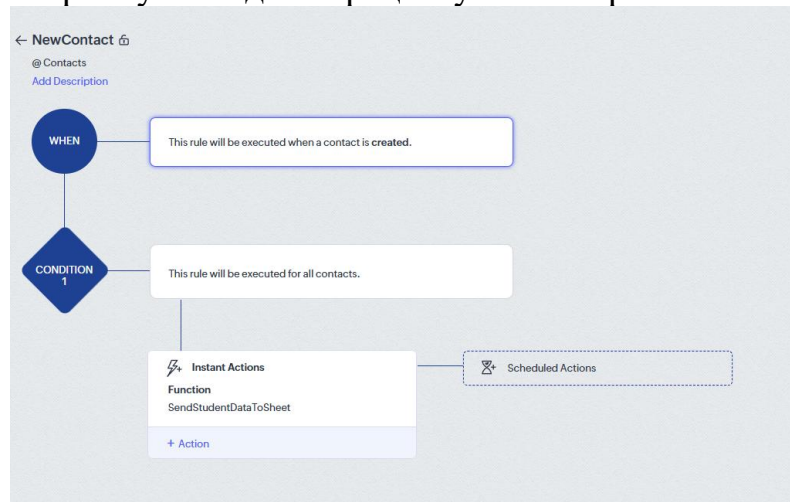 ← NewContact
@ Contacts
Add Description
WHEN
This rule will be executed when a contact is created.
CONDITION
1
This rule will be executed for all contacts.
Instant Actions
Scheduled Actions
Function
SendStudentDataToSheet
+ Action